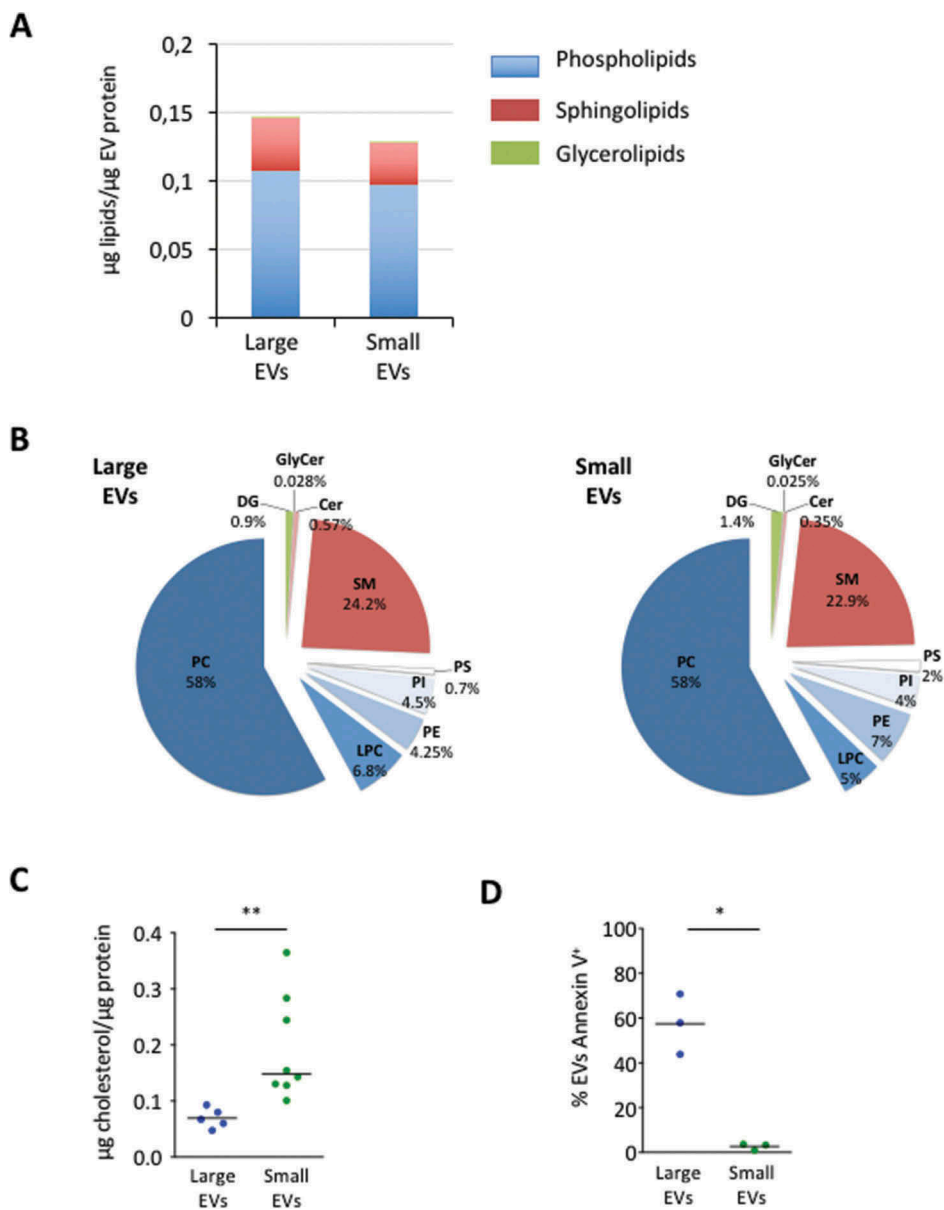 A
0,2
0,15
0,1
0,05
0
µg lipids/µg EV protein
Large
EVs
Small
EVs
Phospholipids
Sphingolipids
Glycerolipids
B
Large
EVs
GlyCer
0.028%
DG
0.9%
Cer
0.57%
SM
24.2%
PS
0.7%
PI
4.5%
PE
4.25%
LPC
6.8%
PC
58%
Small
EVs
GlyCer
0.025%
DG
1.4%
Cer
0.35%
SM
22.9%
PS
2%
PI
4%
PE
7%
LPC
5%
PC
58%
C
**
µg cholesterol/µg protein
0.4
0.3
0.2
0.1
0.0
Large
EVs
Small
EVs
D
*
% EVs Annexin V⁺
100
80
60
40
20
0
Large
EVs
Small
EVs